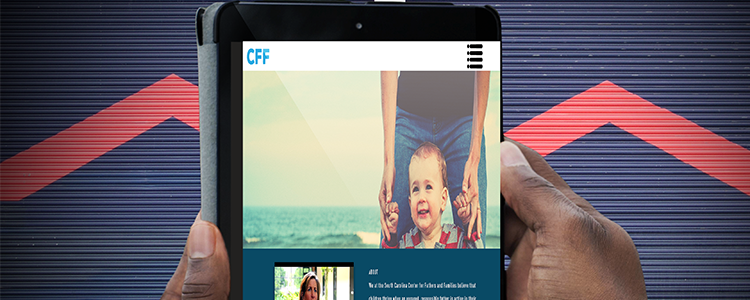 CFF
ABOUT
We at the South Carolina Center for Fathers and Families believe that
children thrive when an engaged, responsible father is active in their